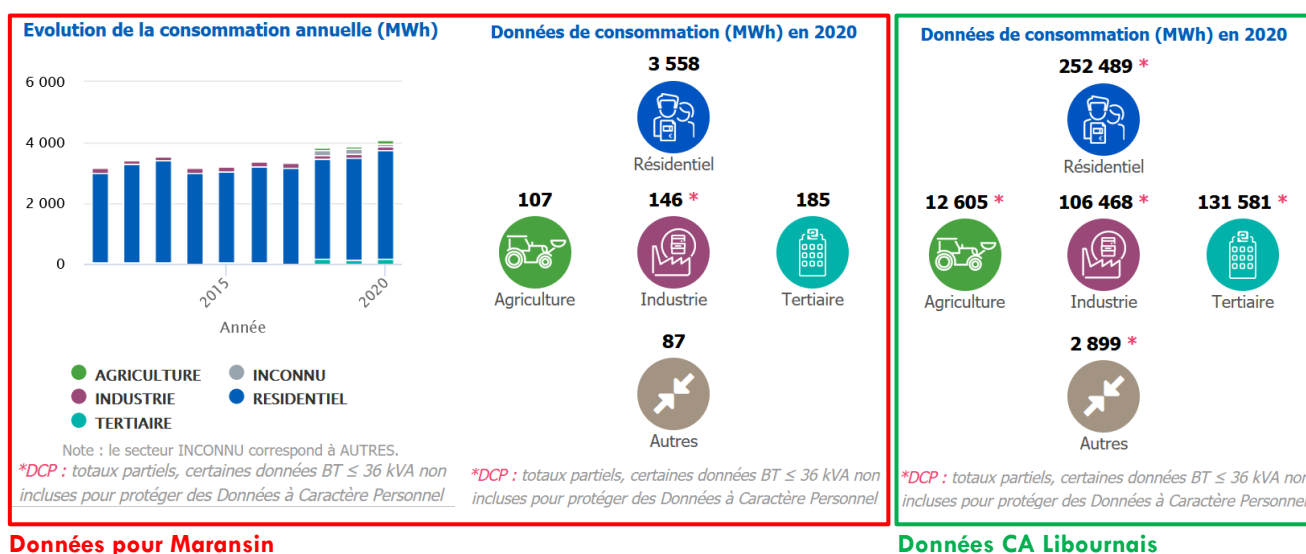 Evolution de la consommation annuelle (MWh)
6 000
4 000
2 000
0
2015
2020
Année
AGRICULTURE
INCONNU
INDUSTRIE
RESIDENTIEL
TERTIAIRE
Note : le secteur INCONNU correspond à AUTRES.
*DCP : totaux partiels, certaines données BT ≤ 36 kVA non
incluses pour protéger des Données à Caractère Personnel
Données de consommation (MWh) en 2020
3 558
Résidentiel
107
146 *
185
Agriculture
Industrie
Tertiaire
87
Autres
*DCP : totaux partiels, certaines données BT ≤ 36 kVA non
incluses pour protéger des Données à Caractère Personnel
Données pour Maransin
Données de consommation (MWh) en 2020
252 489 *
Résidentiel
12 605 *
106 468 *
131 581 *
Agriculture
Industrie
Tertiaire
2 899 *
Autres
*DCP : totaux partiels, certaines données BT ≤ 36 kVA non
incluses pour protéger des Données à Caractère Personnel
Données CA Libournais